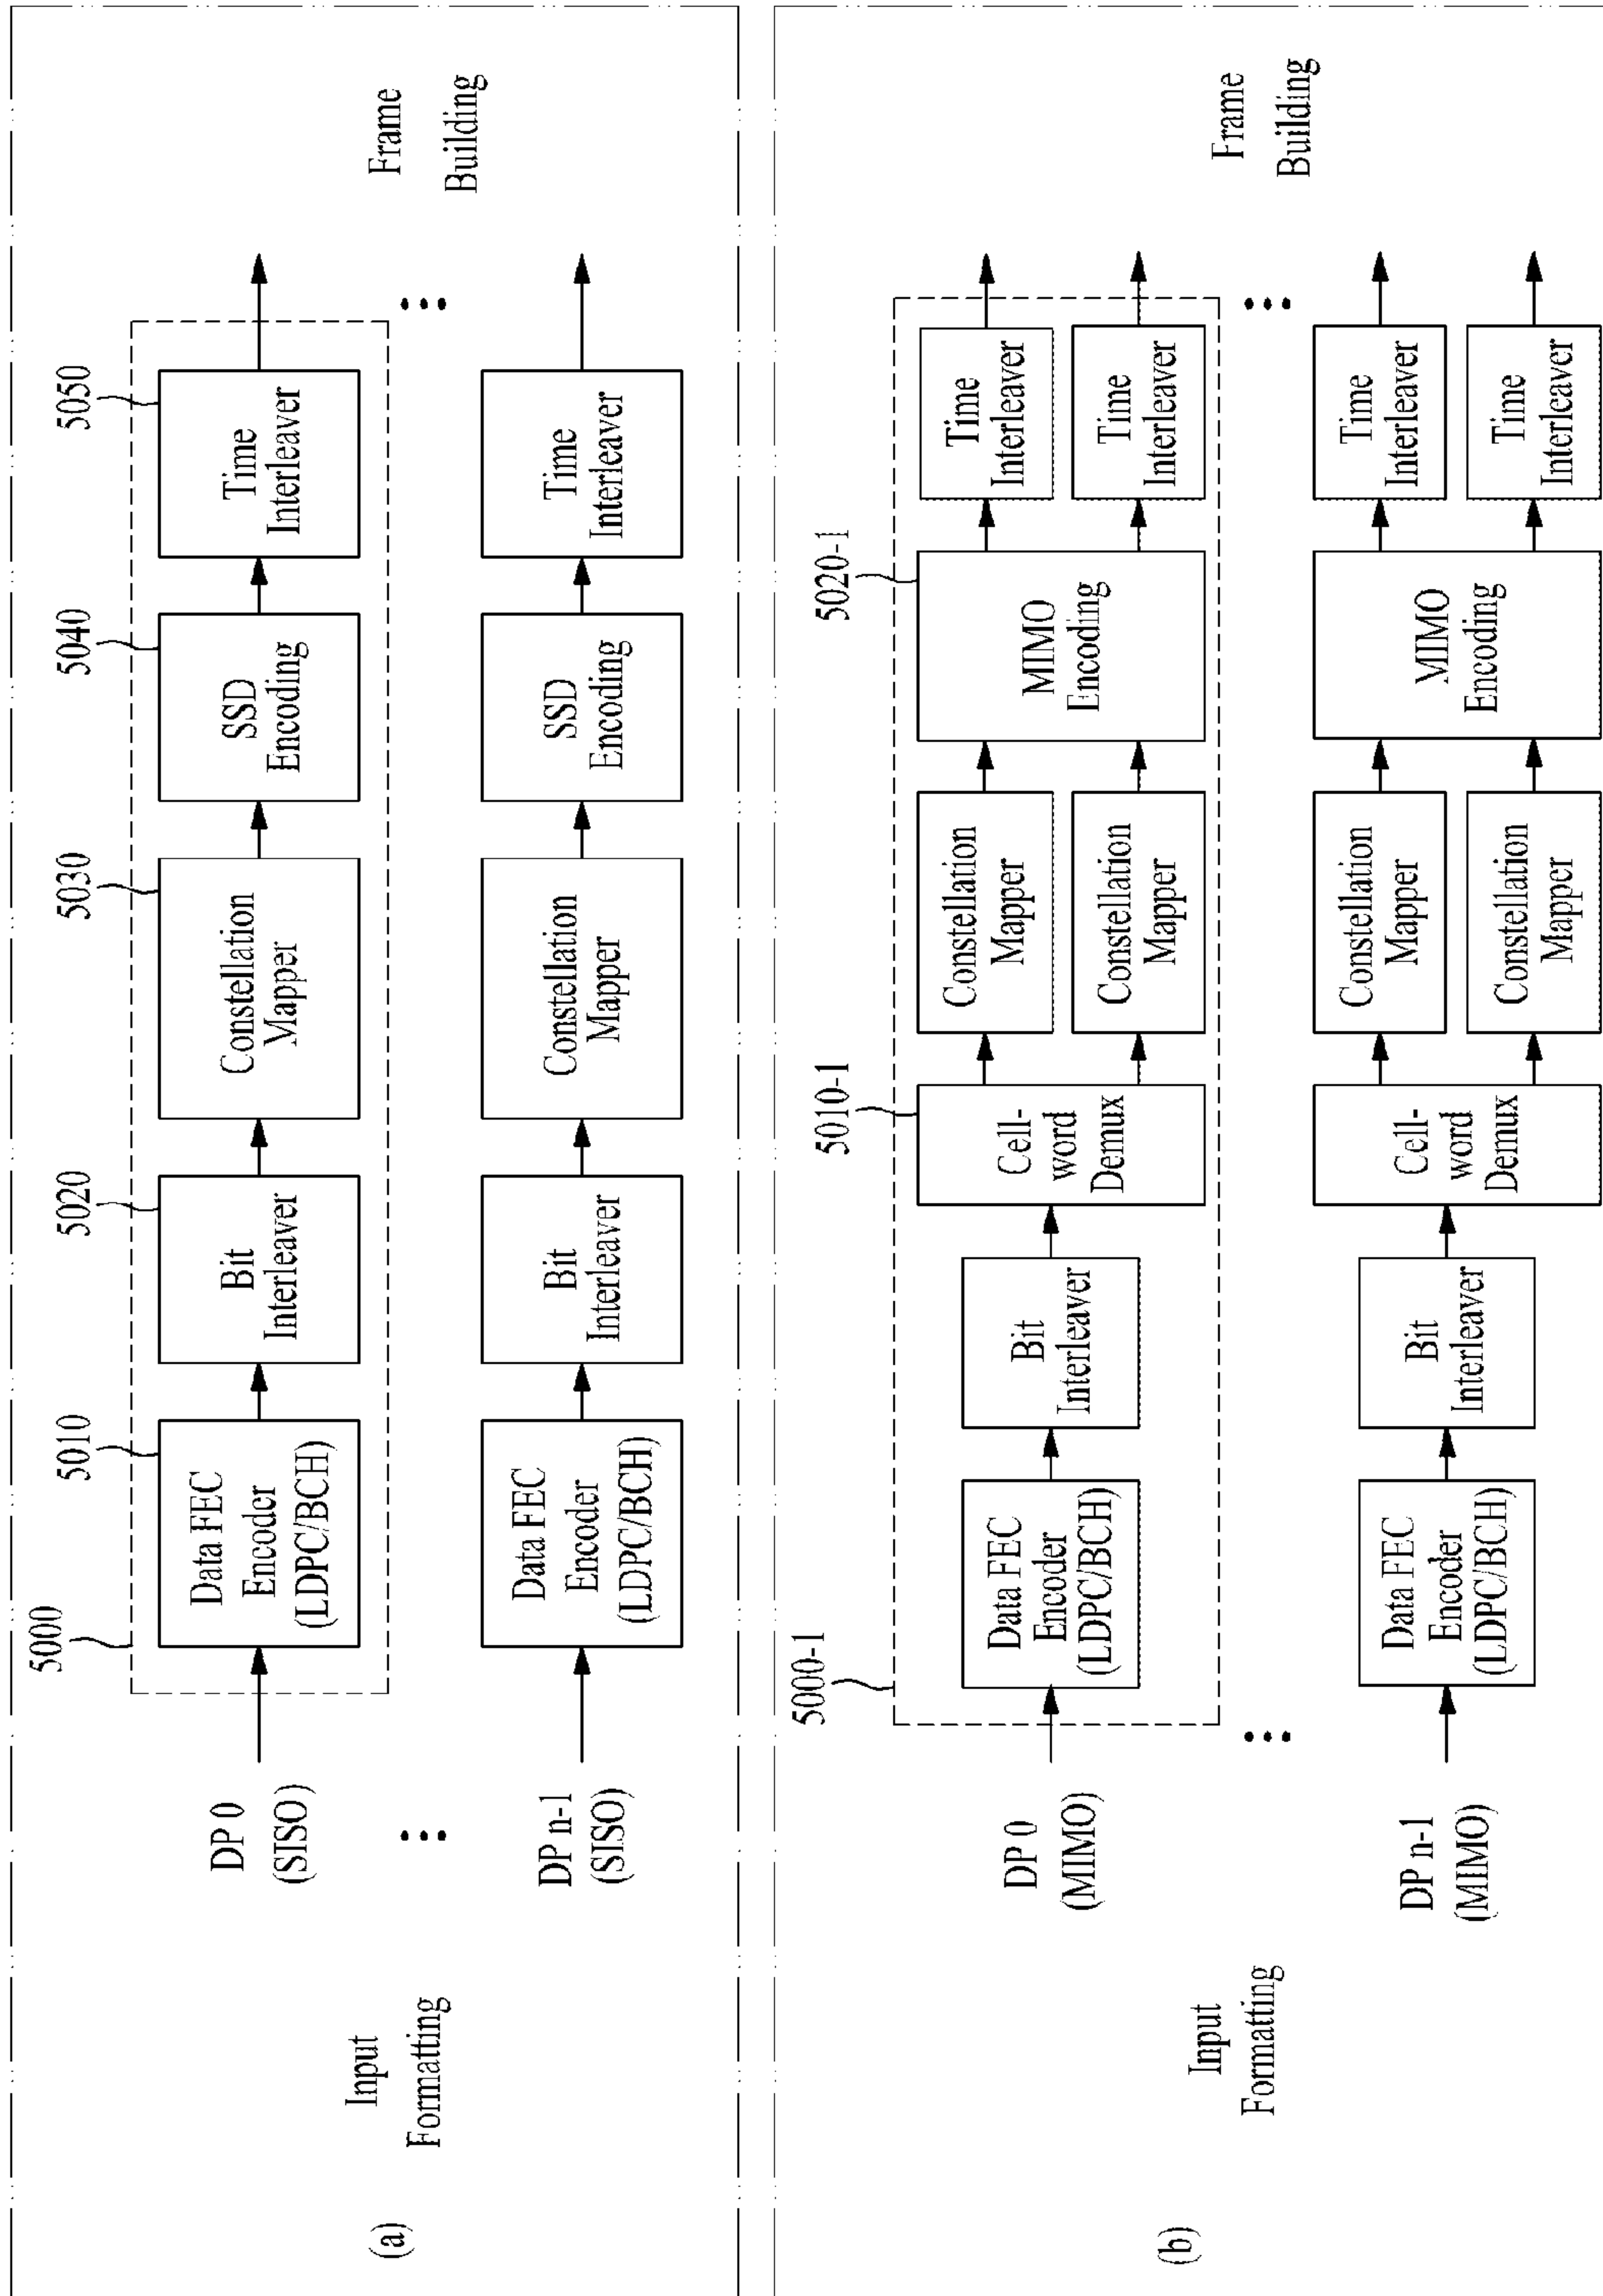 (a)
Input
Formatting
DP 0
(SISO)
DP n-1
(SISO)
5000
5010
5020
5030
5040
5050
Data FEC
Encoder
(LDPC/BCH)
Bit
Interleaver
Constellation
Mapper
SSD
Encoding
Time
Interleaver
Data FEC
Encoder
(LDPC/BCH)
Bit
Interleaver
Constellation
Mapper
SSD
Encoding
Time
Interleaver
Frame
Building
(b)
Input
Formatting
DP 0
(MIMO)
DP n-1
(MIMO)
5000-1
5010-1
5020-1
Data FEC
Encoder
(LDPC/BCH)
Bit
Interleaver
Cell-
word
Demux
Constellation
Mapper
Constellation
Mapper
MIMO
Encoding
Time
Interleaver
Time
Interleaver
Data FEC
Encoder
(LDPC/BCH)
Bit
Interleaver
Cell-
word
Demux
Constellation
Mapper
Constellation
Mapper
MIMO
Encoding
Time
Interleaver
Time
Interleaver
Frame
Building